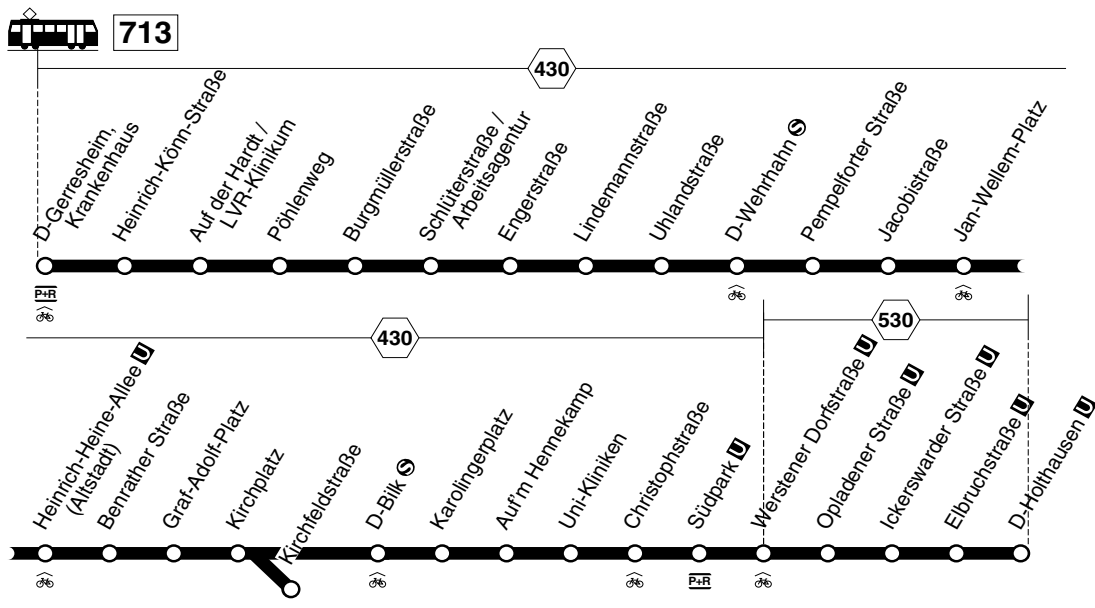 713
430
D-Gerresheim,
Krankenhaus
Heinrich-Könn-Straße
Auf der Hardt /
LVR-Klinikum
Pöhlenweg
Burgmüllerstraße
Schlüterstraße /
Arbeitsagentur
Engerstraße
Lindemannstraße
Uhlandstraße
D-Wehrhahn S
Pempelforter Straße
Jacobistraße
Jan-Wellem-Platz
P+R
430
530
Heinrich-Heine-Allee U
(Altstadt)
Benrather Straße
Graf-Adolf-Platz
Kirchplatz
Kirchfeldstraße
D-Bilk S
Karolingerplatz
Auf'm Hennekamp
Uni-Kliniken
Christophstraße
Südpark U
Werstener Dorfstraße U
Opladener Straße U
Ickerswarder Straße U
Elbruchstraße U
D-Holthausen U
P+R